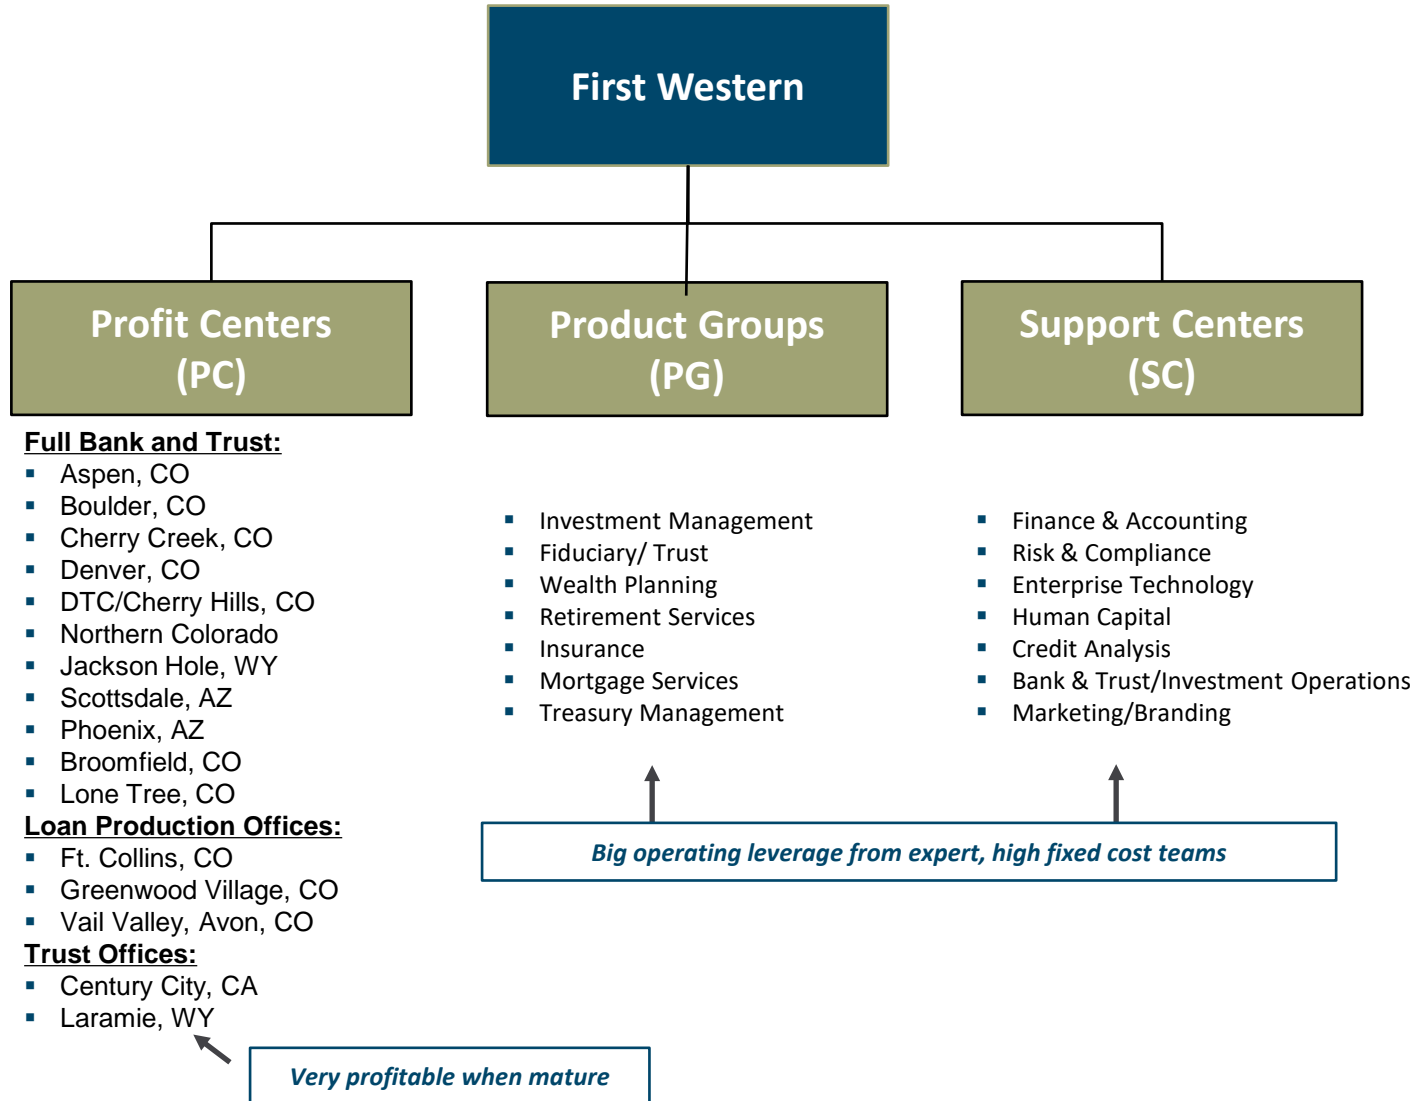 First Western
Profit Centers
(PC)
Full Bank and Trust:
▪ Aspen, CO
▪ Boulder, CO
▪ Cherry Creek, CO
▪ Denver, CO
▪ DTC/Cherry Hills, CO
▪ Northern Colorado
▪ Jackson Hole, WY
▪ Scottsdale, AZ
▪ Phoenix, AZ
▪ Broomfield, CO
▪ Lone Tree, CO
Loan Production Offices:
▪ Ft. Collins, CO
▪ Greenwood Village, CO
▪ Vail Valley, Avon, CO
Trust Offices:
▪ Century City, CA
▪ Laramie, WY
Very profitable when mature
Product Groups
(PG)
▪ Investment Management
▪ Fiduciary/ Trust
▪ Wealth Planning
▪ Retirement Services
▪ Insurance
▪ Mortgage Services
▪ Treasury Management
Support Centers
(SC)
▪ Finance & Accounting
▪ Risk & Compliance
▪ Enterprise Technology
▪ Human Capital
▪ Credit Analysis
▪ Bank & Trust/Investment Operations
▪ Marketing/Branding
Big operating leverage from expert, high fixed cost teams